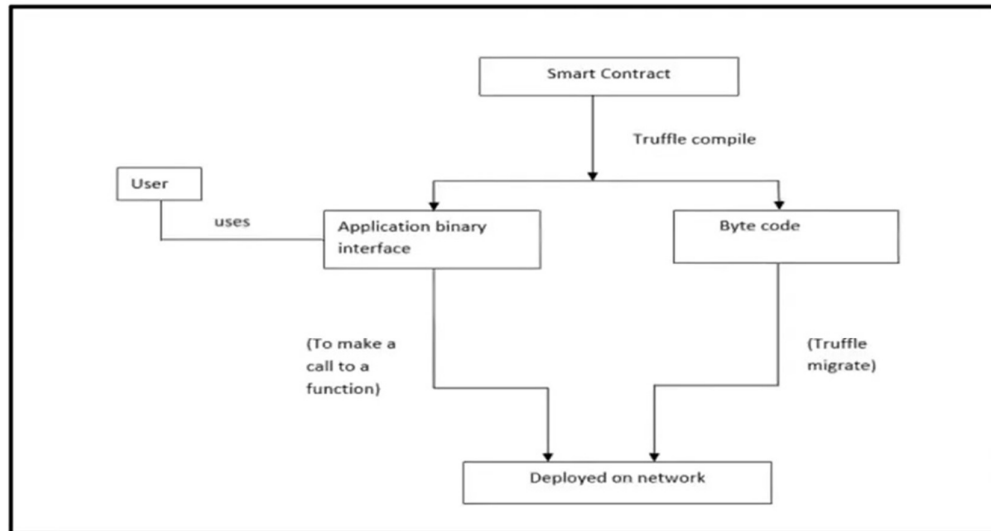 Smart Contract
Truffle compile
User
uses
Application binary
interface
Byte code
(To make a
call to a
function)
(Truffle
migrate)
Deployed on network